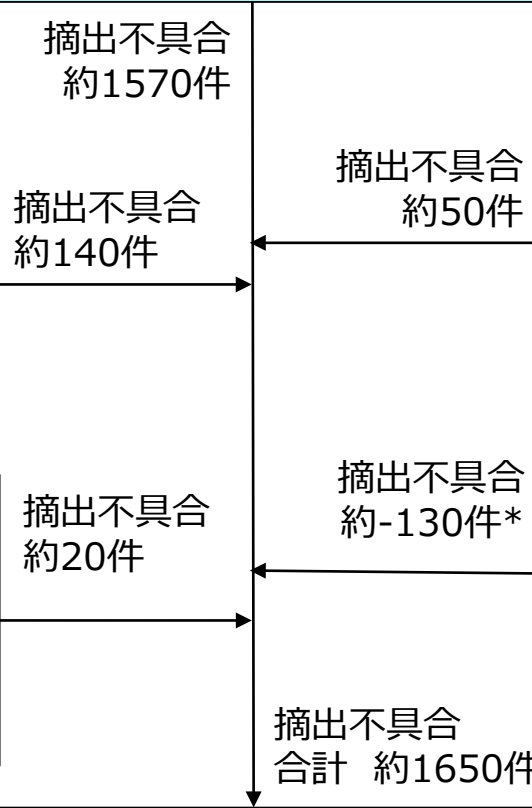 摘出不具合
約1570件
摘出不具合
約50件
摘出不具合
約140件
摘出不具合
約-130件*
摘出不具合
約20件
摘出不具合
合計 約1650件